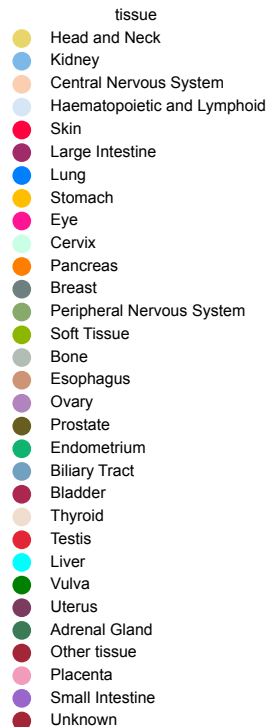 tissue
Head and Neck
Kidney
Central Nervous System
Haematopoietic and Lymphoid
Skin
Large Intestine
Lung
Stomach
Eye
Cervix
Pancreas
Breast
Peripheral Nervous System
Soft Tissue
Bone
Esophagus
Ovary
Prostate
Endometrium
Biliary Tract
Bladder
Thyroid
Testis
Liver
Vulva
Uterus
Adrenal Gland
Other tissue
Placenta
Small Intestine
Unknown